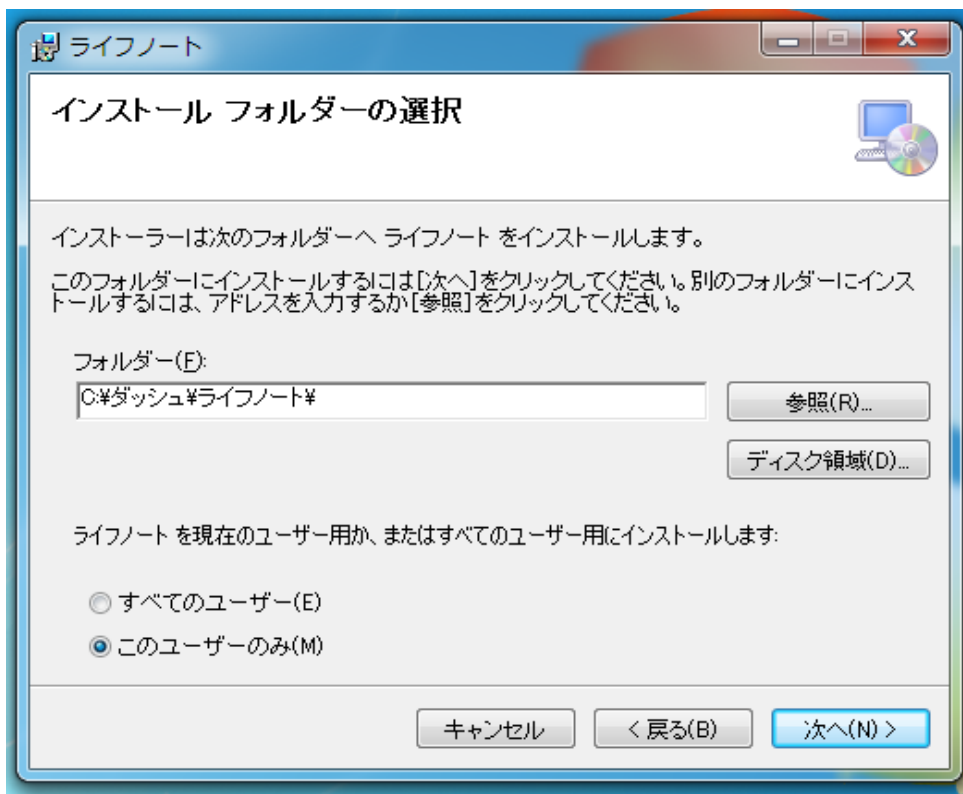 ライフノート
インストール フォルダーの選択
インストーラーは次のフォルダーへ ライフノート をインストールします。
このフォルダーにインストールするには[次へ]をクリックしてください。別のフォルダーにインス
トールするには、アドレスを入力するか[参照]をクリックしてください。
フォルダー(F):
C:¥ダッシュ¥ライフノート¥
参照(R)...
ディスク領域(D)...
ライフノート を現在のユーザー用か、またはすべてのユーザー用にインストールします:
すべてのユーザー(E)
このユーザーのみ(M)
キャンセル
< 戻る(B)
次へ(N) >